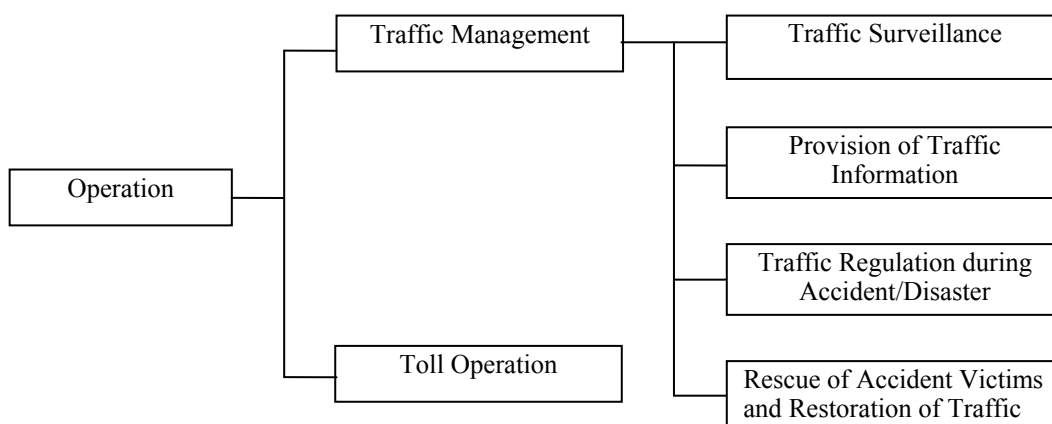 Operation
Traffic Management
Toll Operation
Traffic Surveillance
Provision of Traffic
Information
Traffic Regulation during
Accident/Disaster
Rescue of Accident Victims
and Restoration of Traffic